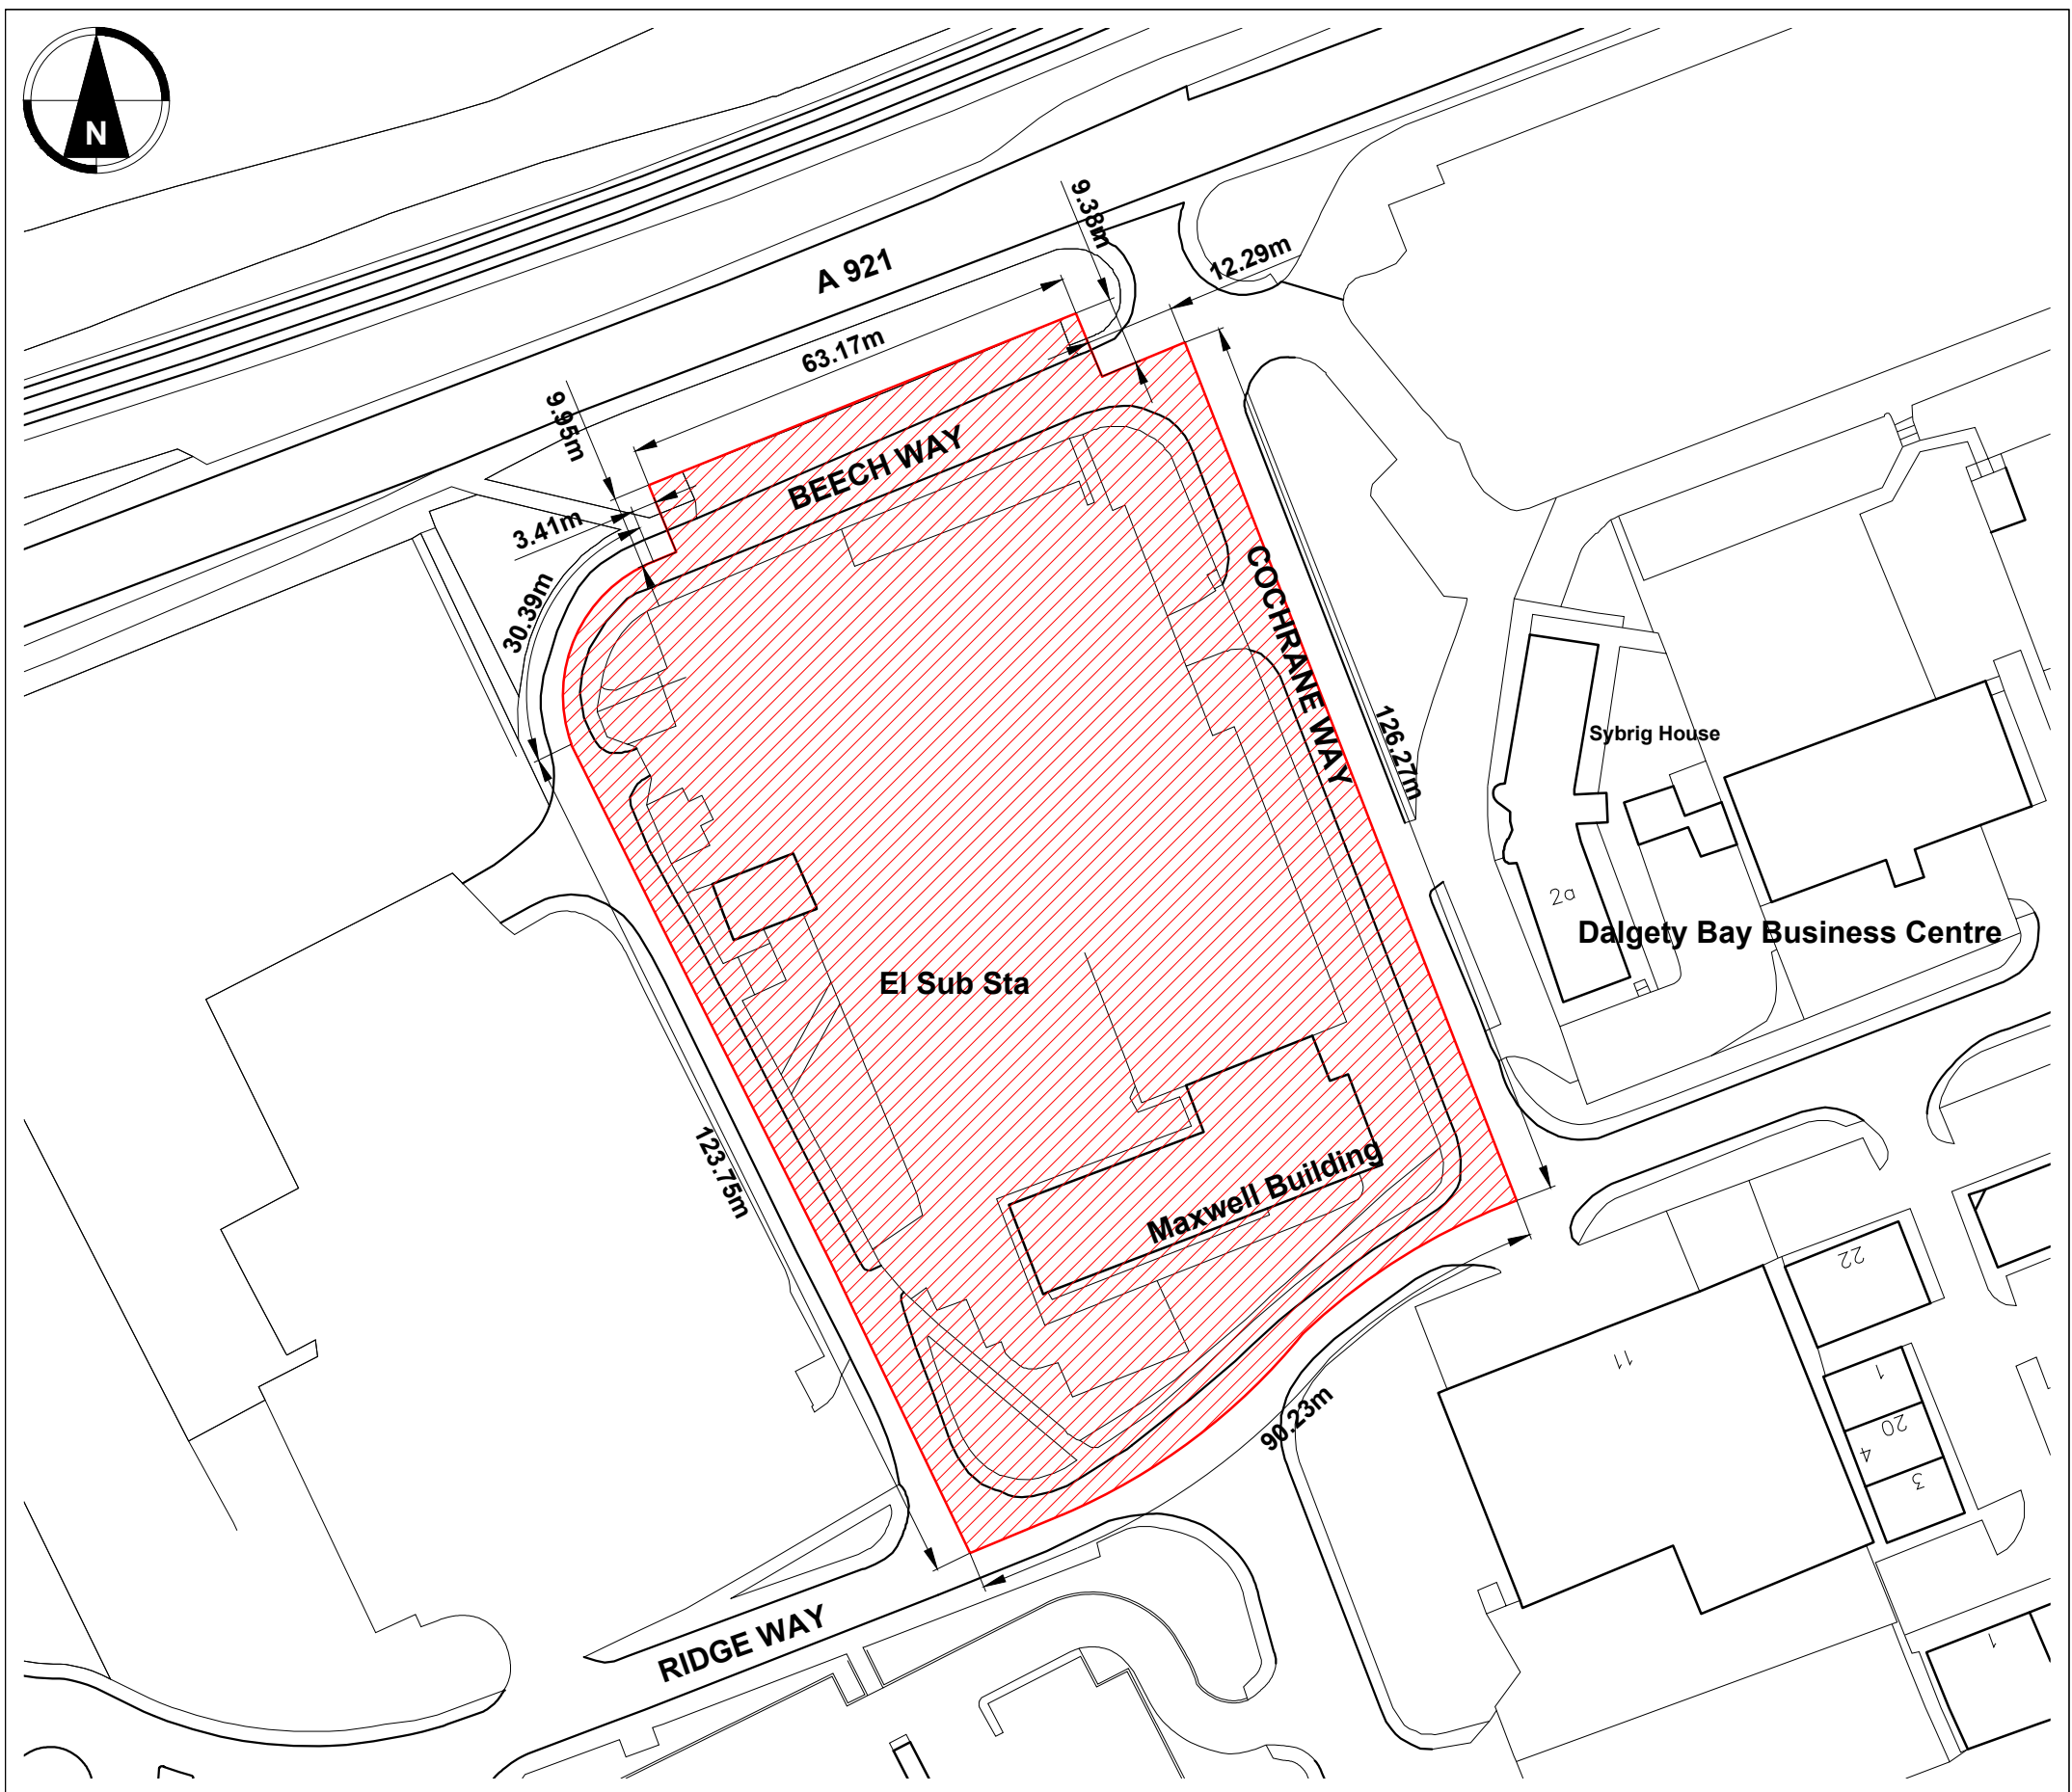 N
A 921
9.38m
12.29m
63.17m
9.95m
BEECH WAY
3.41m
30.39m
COCHRANE WAY
126.27m
Sybrig House
2a
Dalgety Bay Business Centre
El Sub Sta
123.75m
Maxwell Building
22
11
1
20
4
3
90.23m
RIDGE WAY
1